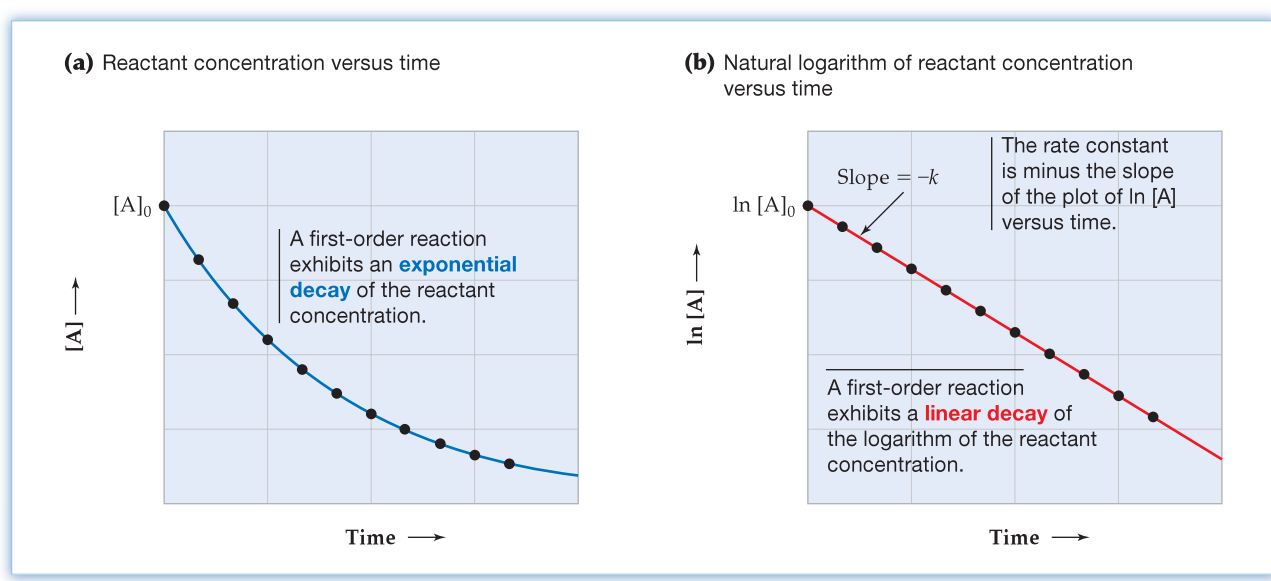 (a) Reactant concentration versus time
[A]₀
A first-order reaction
exhibits an exponential
decay of the reactant
concentration.
[A]
Time
(b) Natural logarithm of reactant concentration
versus time
The rate constant
is minus the slope
of the plot of ln [A]
versus time.
Slope = –k
ln [A]₀
ln [A]
A first-order reaction
exhibits a linear decay of
the logarithm of the reactant
concentration.
Time